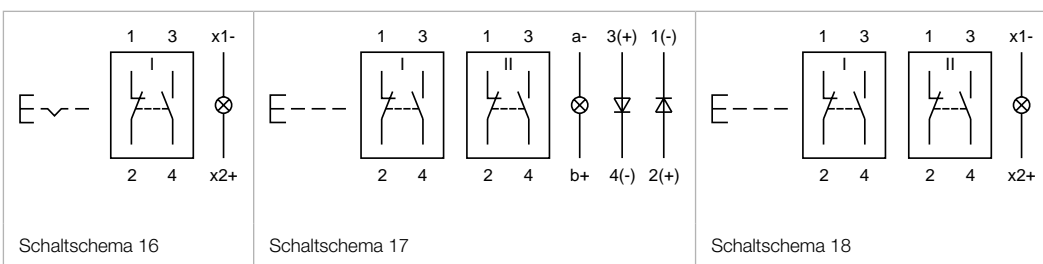 1 3 x1-
I
2 4 x2+
Schaltschema 16
1 3 1 3 a- 3(+) 1(-)
I II
2 4 2 4 b+ 4(-) 2(+)
Schaltschema 17
1 3 1 3 x1-
I II
2 4 2 4 x2+
Schaltschema 18